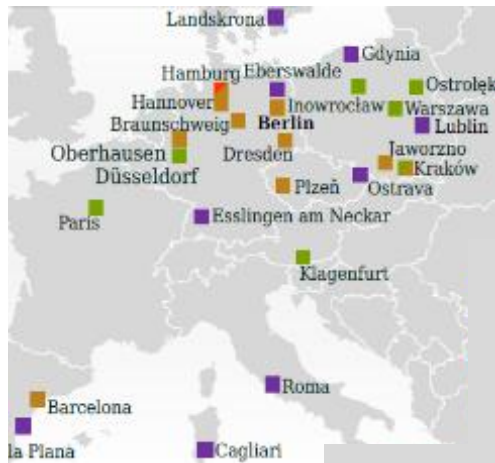 Landskrona
Gdynia
Hamburg
Eberswalde
Ostrołęk
Hannover
Inowrocław
Warszawa
Braunschweig
Berlin
Lublin
Oberhausen
Dresden
Jaworzno
Düsseldorf
Kraków
Plzeň
Ostrava
Paris
Esslingen am Neckar
Klagenfurt
Roma
Barcelona
la Plana
Cagliari